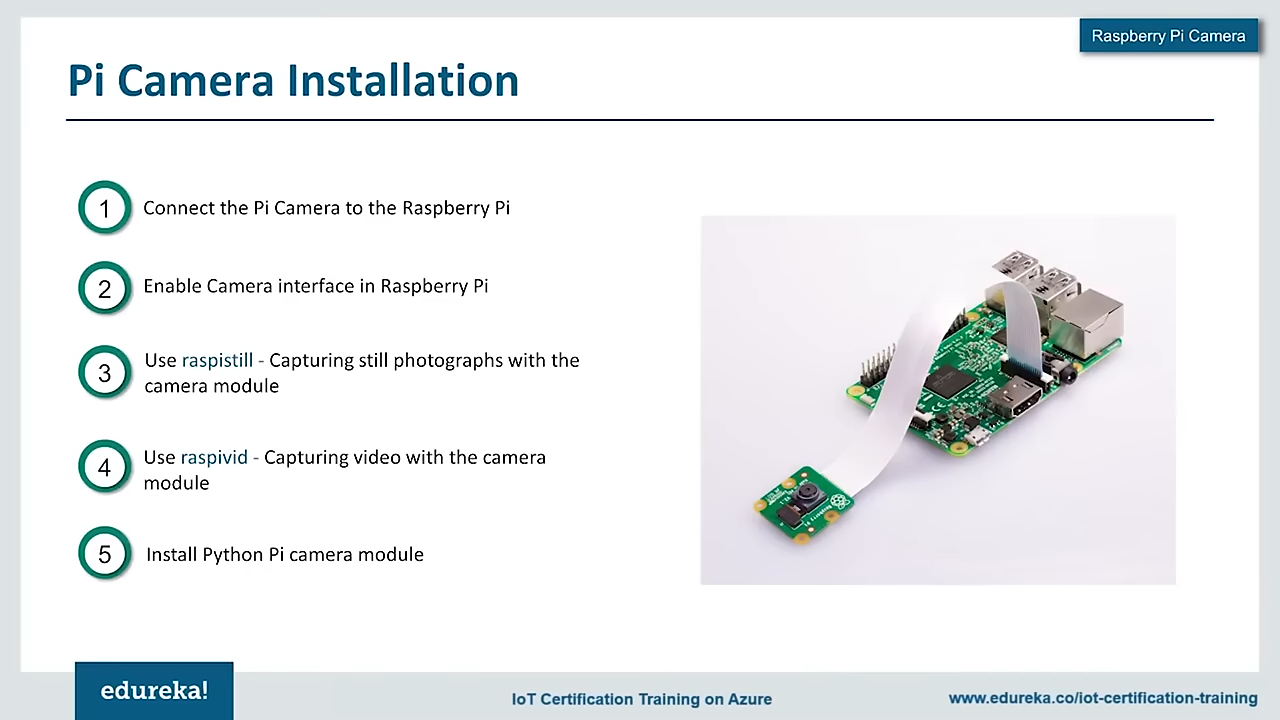 Raspberry Pi Camera
Pi Camera Installation
1
Connect the Pi Camera to the Raspberry Pi
2
Enable Camera interface in Raspberry Pi
3
Use raspistill - Capturing still photographs with the
camera module
4
Use raspivid - Capturing video with the camera
module
5
Install Python Pi camera module
edureka!
IoT Certification Training on Azure
www.edureka.co/iot-certification-training